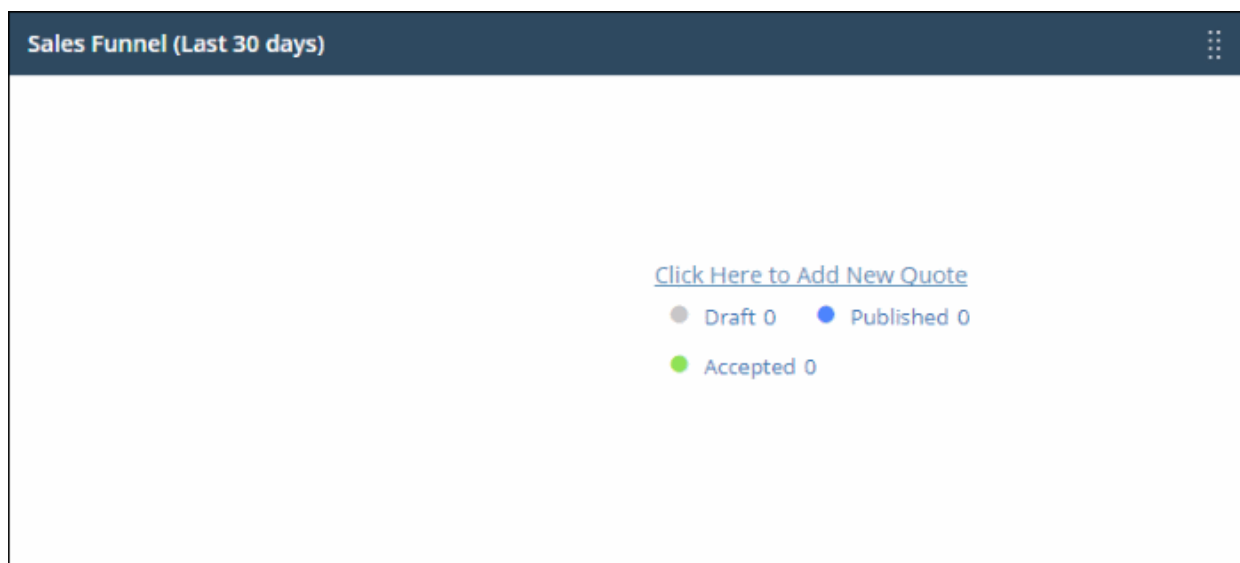 Sales Funnel (Last 30 days)
Click Here to Add New Quote
Draft 0 Published 0
Accepted 0